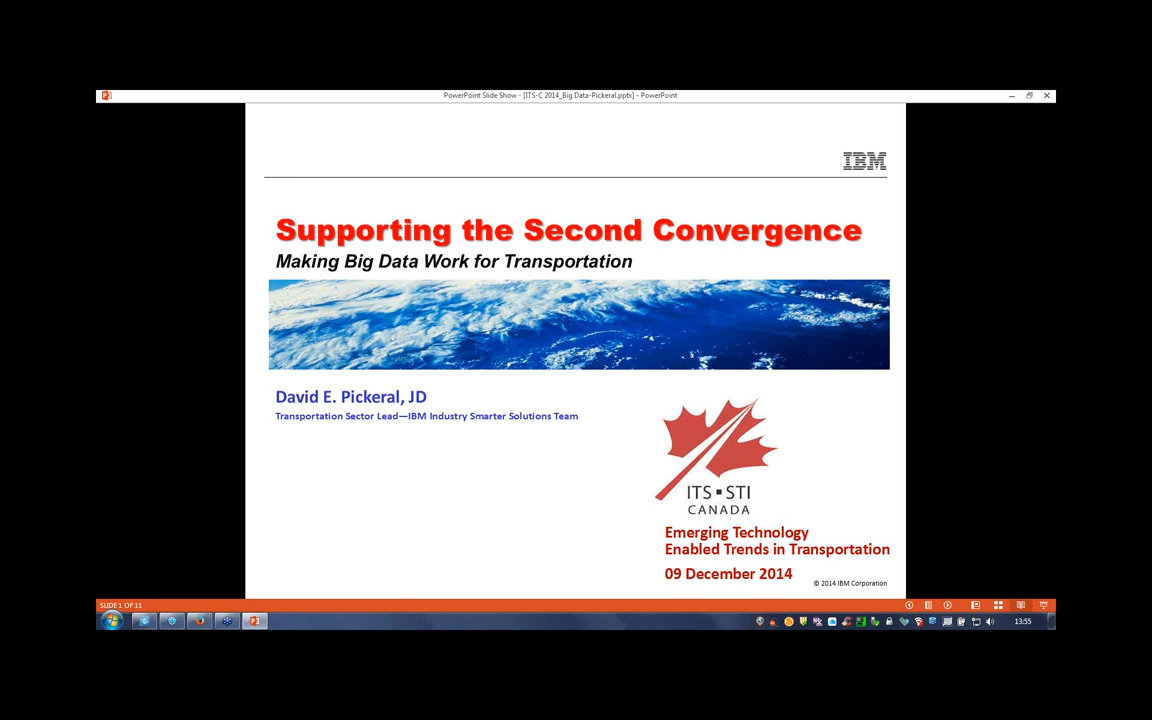 PowerPoint Slide Show - [ITS-C 2014_Big Data-Pickeral.pptx] - PowerPoint
IBM
Supporting the Second Convergence
Making Big Data Work for Transportation
David E. Pickeral, JD
Transportation Sector Lead—IBM Industry Smarter Solutions Team
ITS ▪ STI
CANADA
Emerging Technology
Enabled Trends in Transportation
09 December 2014
© 2014 IBM Corporation
SLIDE 1 OF 11
13:55